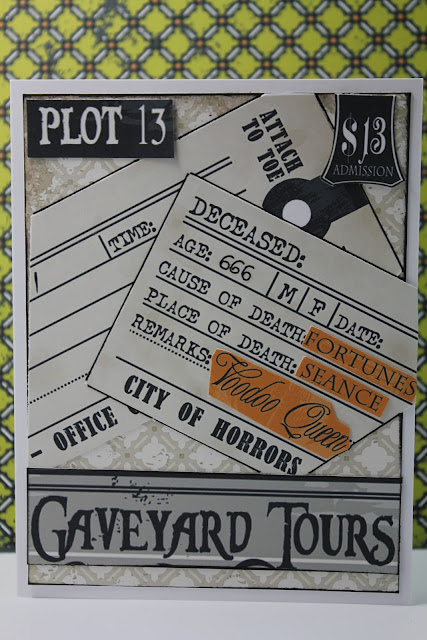 PLOT 13
$13
ADMISSION
ATTACH
TO TOE
TIME:
DECEASED:
AGE: 666 M F DATE:
CAUSE OF DEATH: FORTUNES
PLACE OF DEATH: SEANCE
REMARKS: Voodoo Queen
CITY OF HORRORS
OFFICE
GAVEYARD TOURS